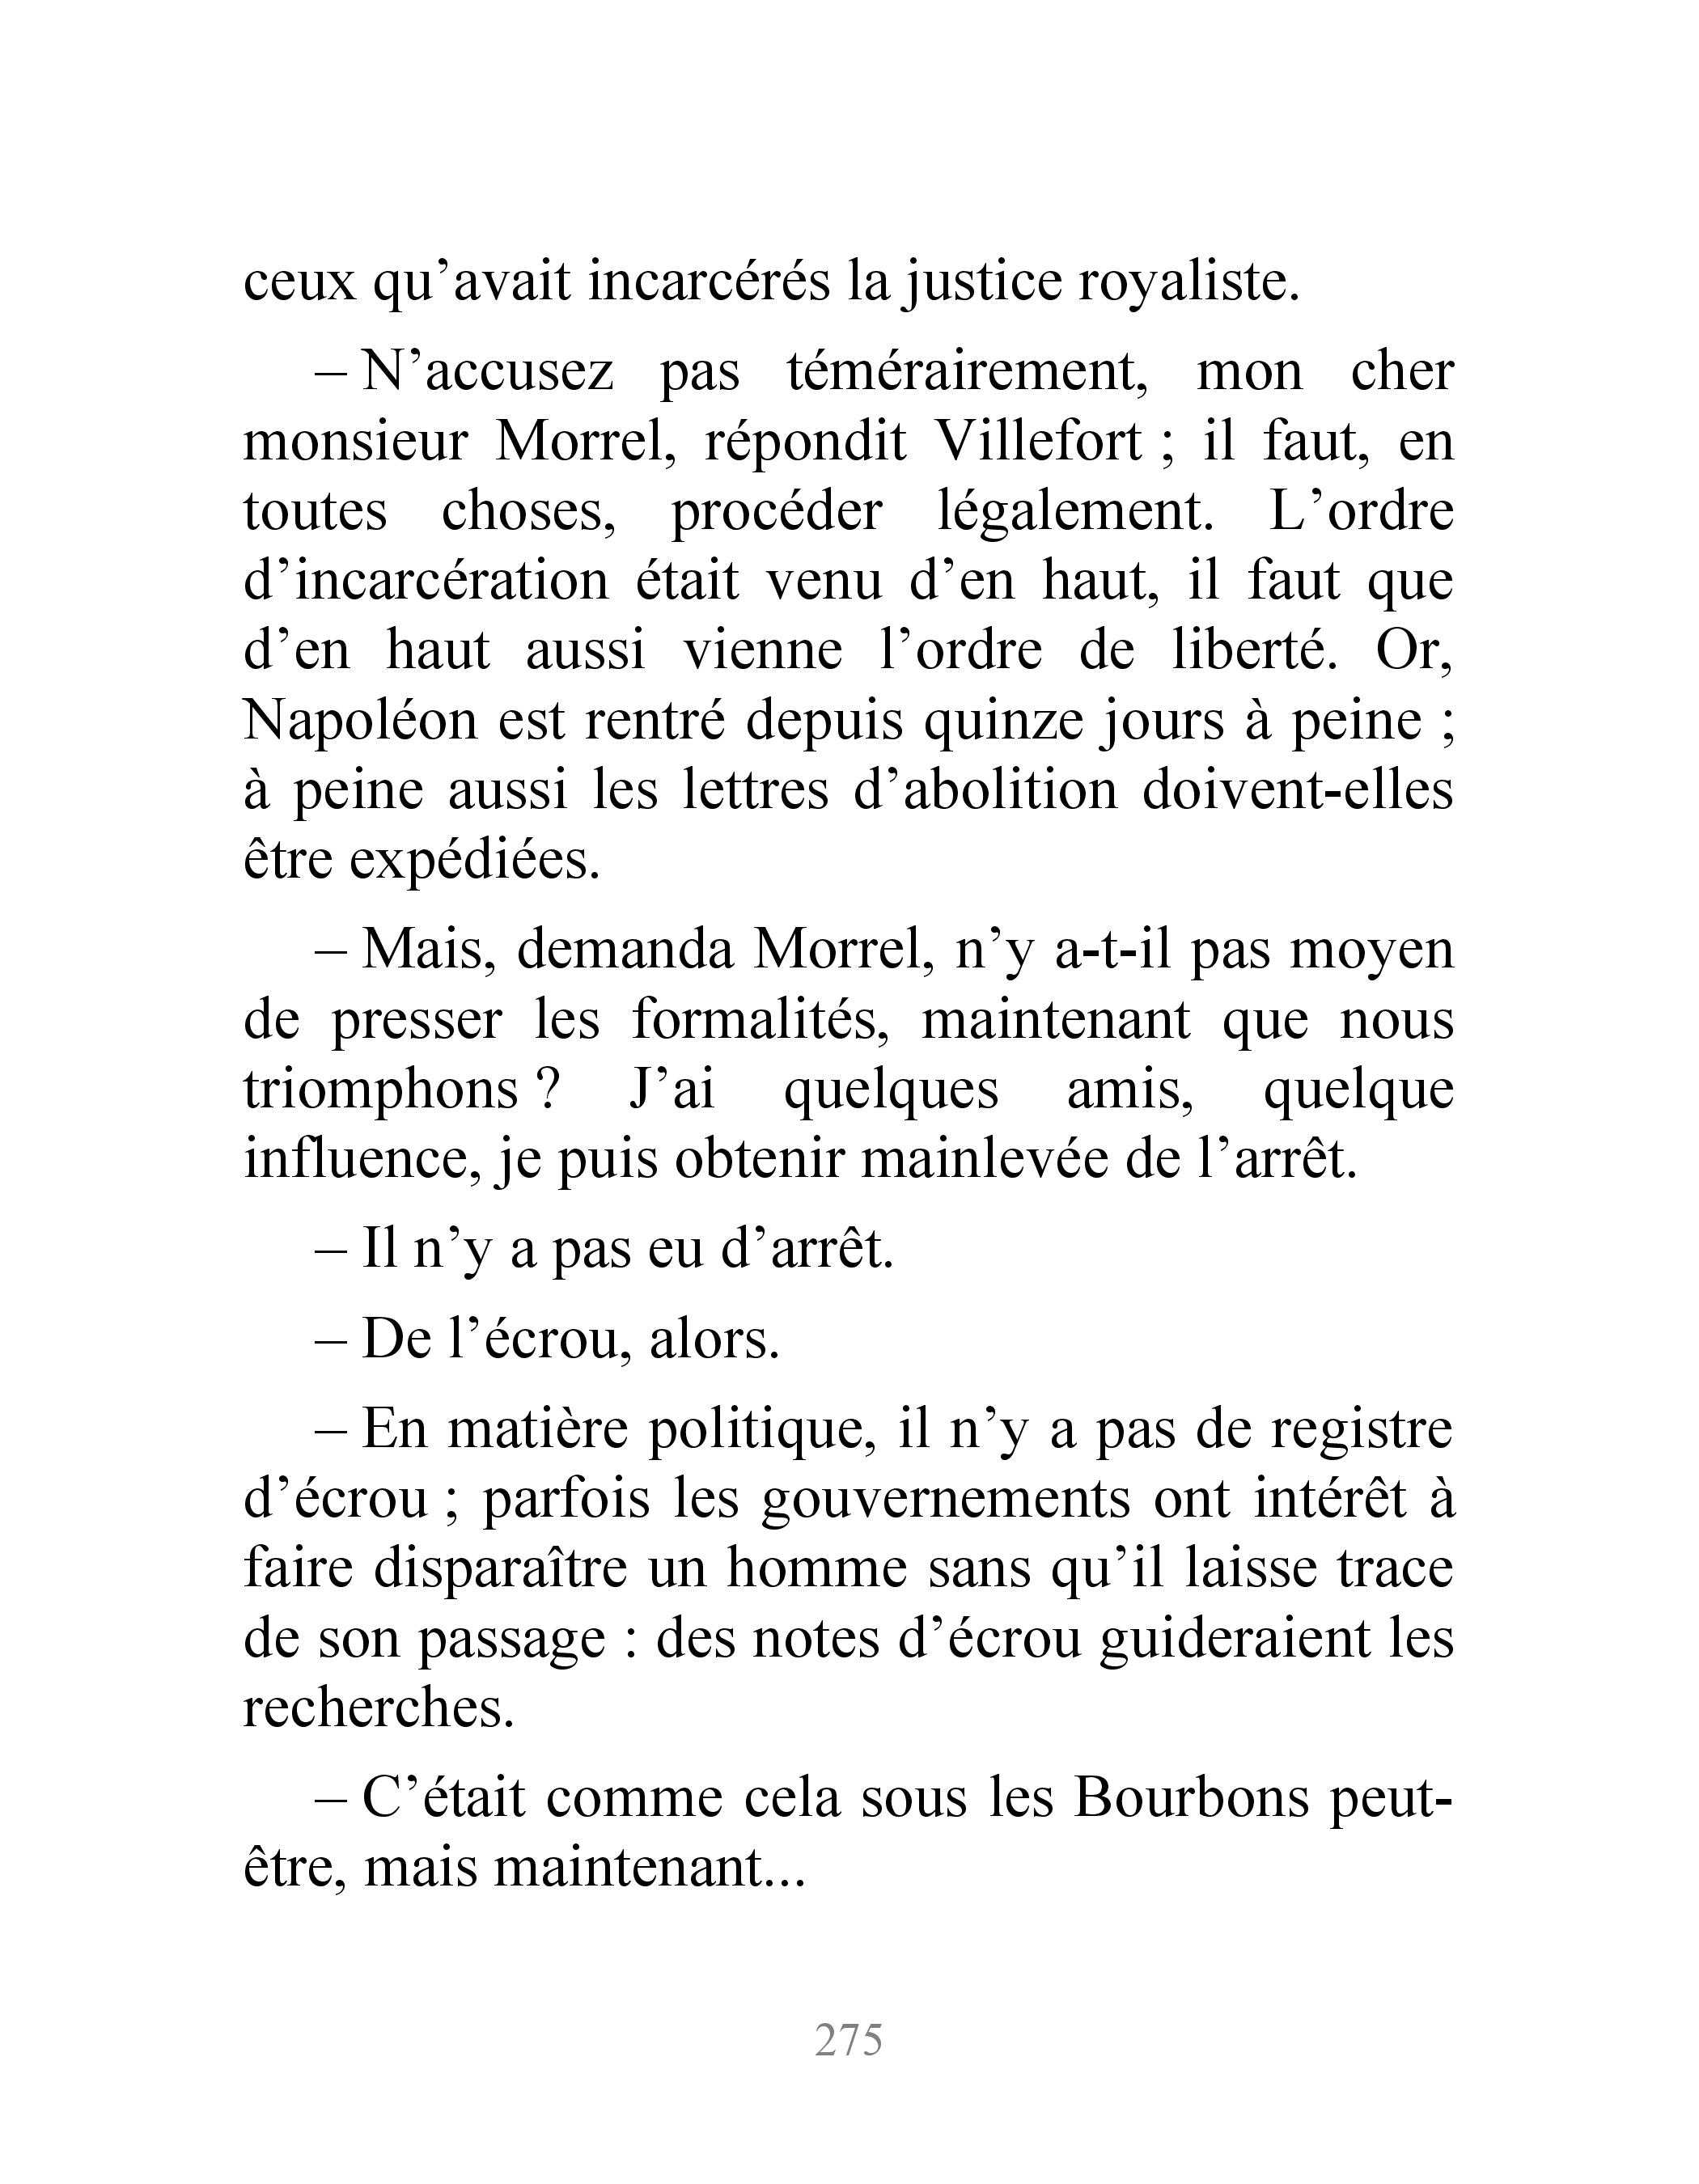 ceux qu’avait incarcérés la justice royaliste.
– N’accusez pas témérairement, mon cher
monsieur Morrel, répondit Villefort ; il faut, en
toutes choses, procéder légalement. L’ordre
d’incarcération était venu d’en haut, il faut que
d’en haut aussi vienne l’ordre de liberté. Or,
Napoléon est rentré depuis quinze jours à peine ;
à peine aussi les lettres d’abolition doivent-elles
être expédiées.
– Mais, demanda Morrel, n’y a-t-il pas moyen
de presser les formalités, maintenant que nous
triomphons ? J’ai quelques amis, quelque
influence, je puis obtenir mainlevée de l’arrêt.
– Il n’y a pas eu d’arrêt.
– De l’écrou, alors.
– En matière politique, il n’y a pas de registre
d’écrou ; parfois les gouvernements ont intérêt à
faire disparaître un homme sans qu’il laisse trace
de son passage : des notes d’écrou guideraient les
recherches.
– C’était comme cela sous les Bourbons peut-
être, mais maintenant...
275